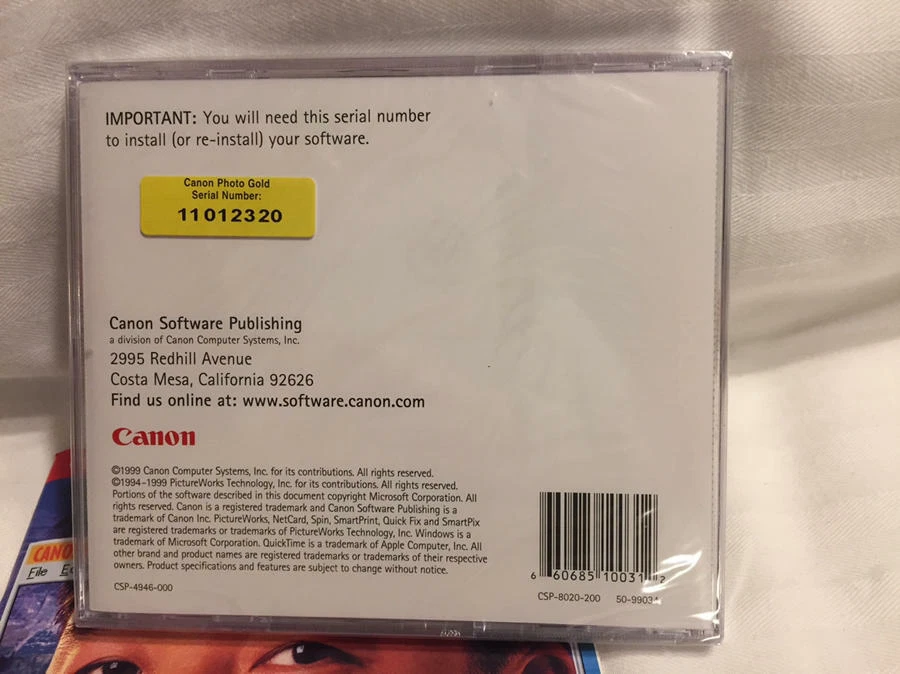 IMPORTANT: You will need this serial number
to install (or re-install) your software.
Canon Photo Gold
Serial Number:
11012320
Canon Software Publishing
a division of Canon Computer Systems, Inc.
2995 Redhill Avenue
Costa Mesa, California 92626
Find us online at: www.software.canon.com
Canon
©1999 Canon Computer Systems, Inc. for its contributions. All rights reserved.
©1994-1999 PictureWorks Technology, Inc. for its contributions. All rights reserved.
Portions of the software described in this document copyright Microsoft Corporation. All
rights reserved. Canon is a registered trademark and Canon Software Publishing is a
trademark of Canon Inc. PictureWorks, NetCard, Spin, SmartPrint, Quick Fix and SmartPix
are registered trademarks or trademarks of PictureWorks Technology, Inc. Windows is a
trademark of Microsoft Corporation. QuickTime is a trademark of Apple Computer, Inc. All
other brand and product names are registered trademarks or trademarks of their respective
owners. Product specifications and features are subject to change without notice.
CSP-4946-000
6 60685 10031 2
CSP-8020-200
CANO
File